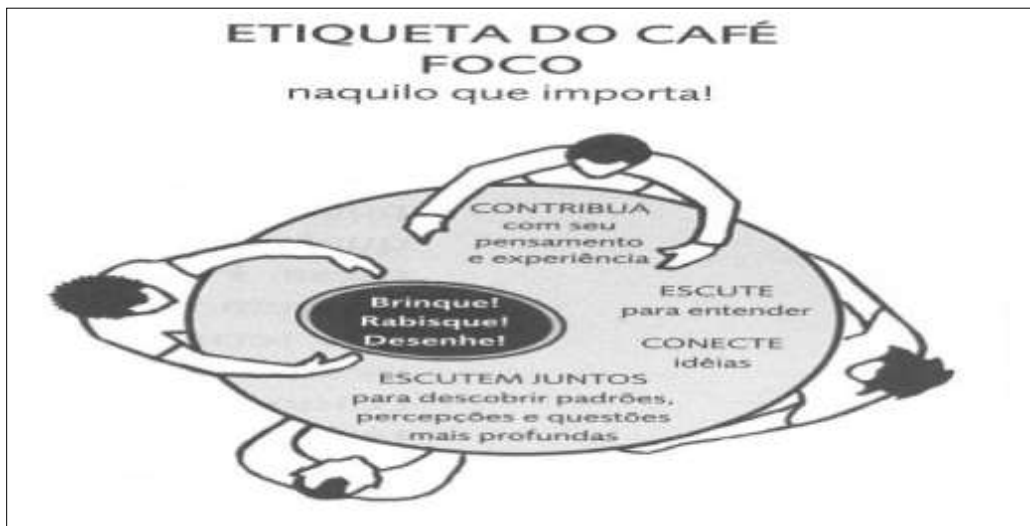 ETIQUETA DO CAFÉ
FOCO
naquilo que importa!
CONTRIBUA
com seu
pensamento
e experiência
ESCUTE
para entender
CONECTE
idéias
Brinque!
Rabisque!
Desenhe!
ESCUTEM JUNTOS
para descobrir padrões,
percepções e questões
mais profundas